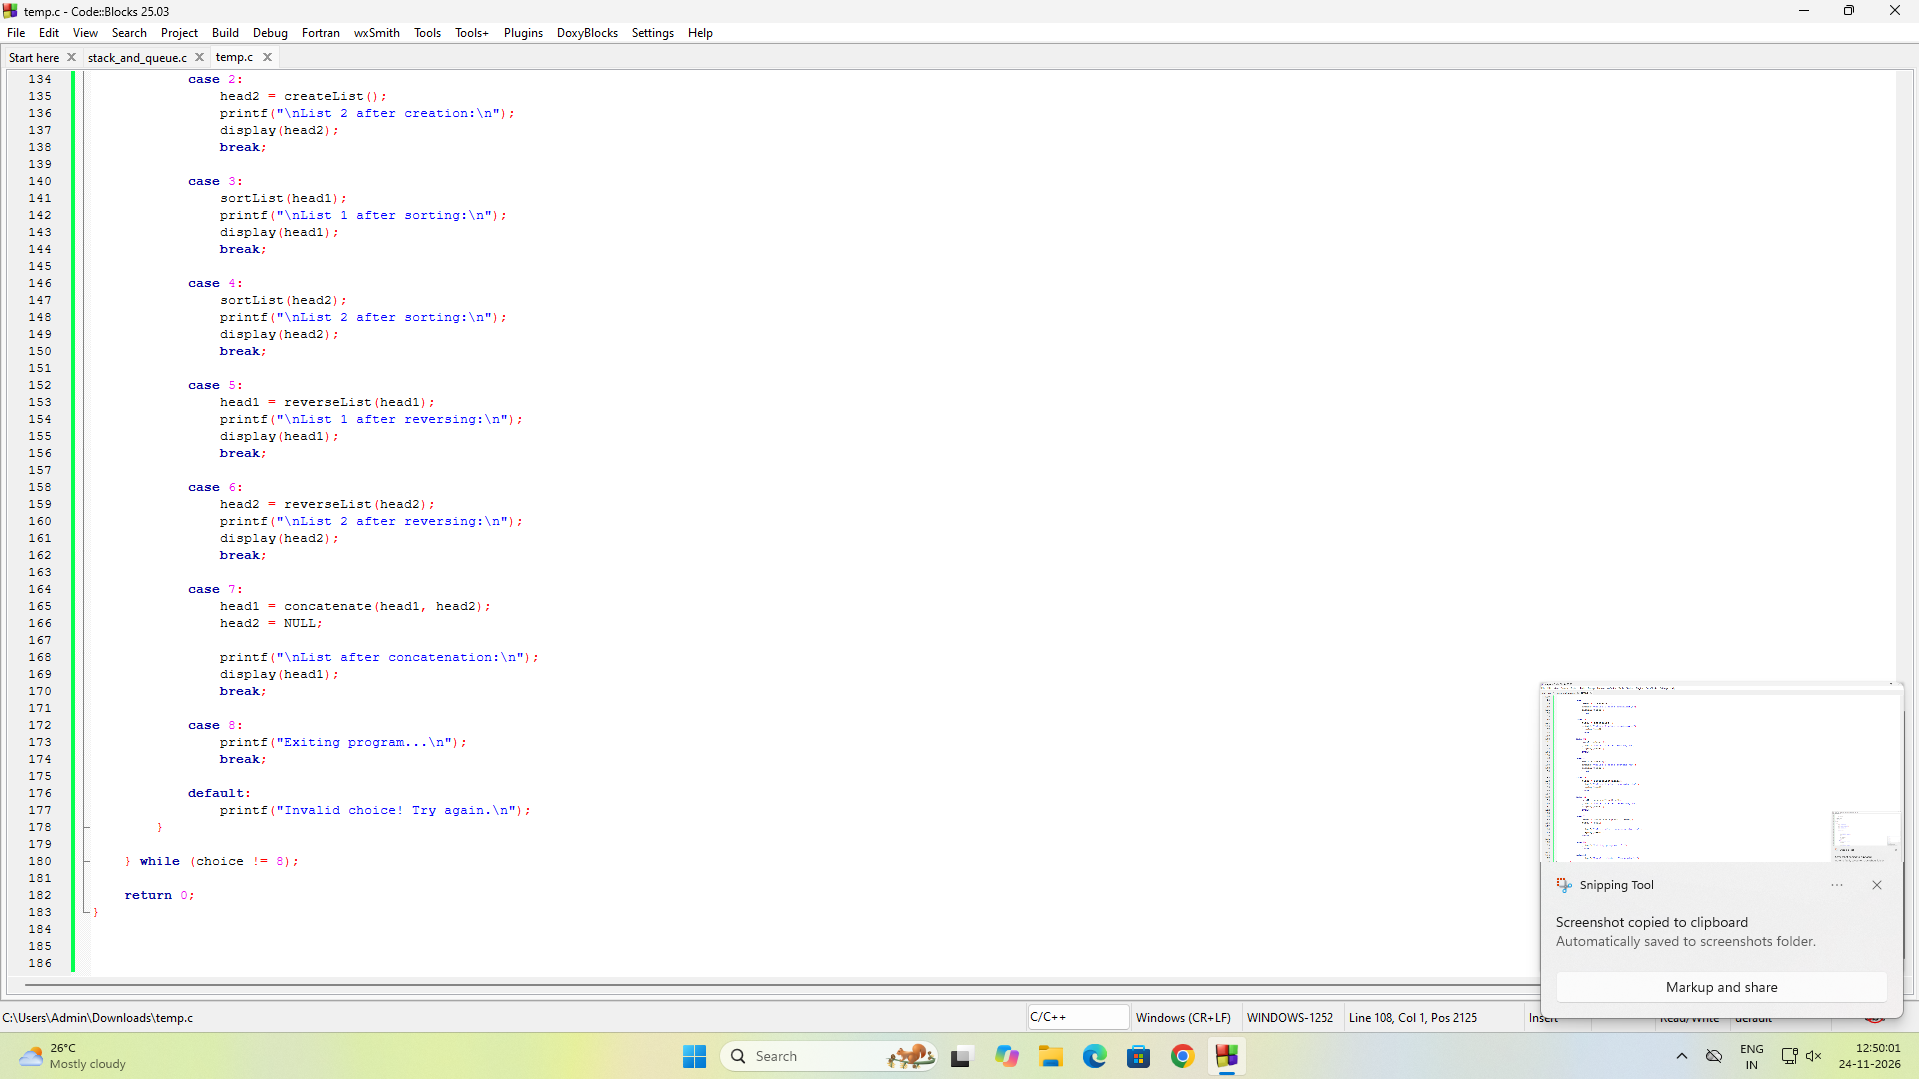 temp.c - Code::Blocks 25.03
File Edit View Search Project Build Debug Fortran wxSmith Tools Tools+ Plugins DoxyBlocks Settings Help
Start here stack_and_queue.c temp.c
134 case 2:
135 head2 = createList();
136 printf("\nList 2 after creation:\n");
137 display(head2);
138 break;
139
140 case 3:
141 sortList(head1);
142 printf("\nList 1 after sorting:\n");
143 display(head1);
144 break;
145
146 case 4:
147 sortList(head2);
148 printf("\nList 2 after sorting:\n");
149 display(head2);
150 break;
151
152 case 5:
153 head1 = reverseList(head1);
154 printf("\nList 1 after reversing:\n");
155 display(head1);
156 break;
157
158 case 6:
159 head2 = reverseList(head2);
160 printf("\nList 2 after reversing:\n");
161 display(head2);
162 break;
163
164 case 7:
165 head1 = concatenate(head1, head2);
166 head2 = NULL;
167
168 printf("\nList after concatenation:\n");
169 display(head1);
170 break;
171
172 case 8:
173 printf("Exiting program...\n");
174 break;
175
176 default:
177 printf("Invalid choice! Try again.\n");
178 }
179
180 } while (choice != 8);
181
182 return 0;
183 }
184
185
186
Snipping Tool
Screenshot copied to clipboard
Automatically saved to screenshots folder.
Markup and share
C:\Users\Admin\Downloads\temp.c C/C++ Windows (CR+LF) WINDOWS-1252 Line 108, Col 1, Pos 2125 Insert Read/Write default
26°C
Mostly cloudy
Search
ENG
IN
12:50:01
24-11-2026